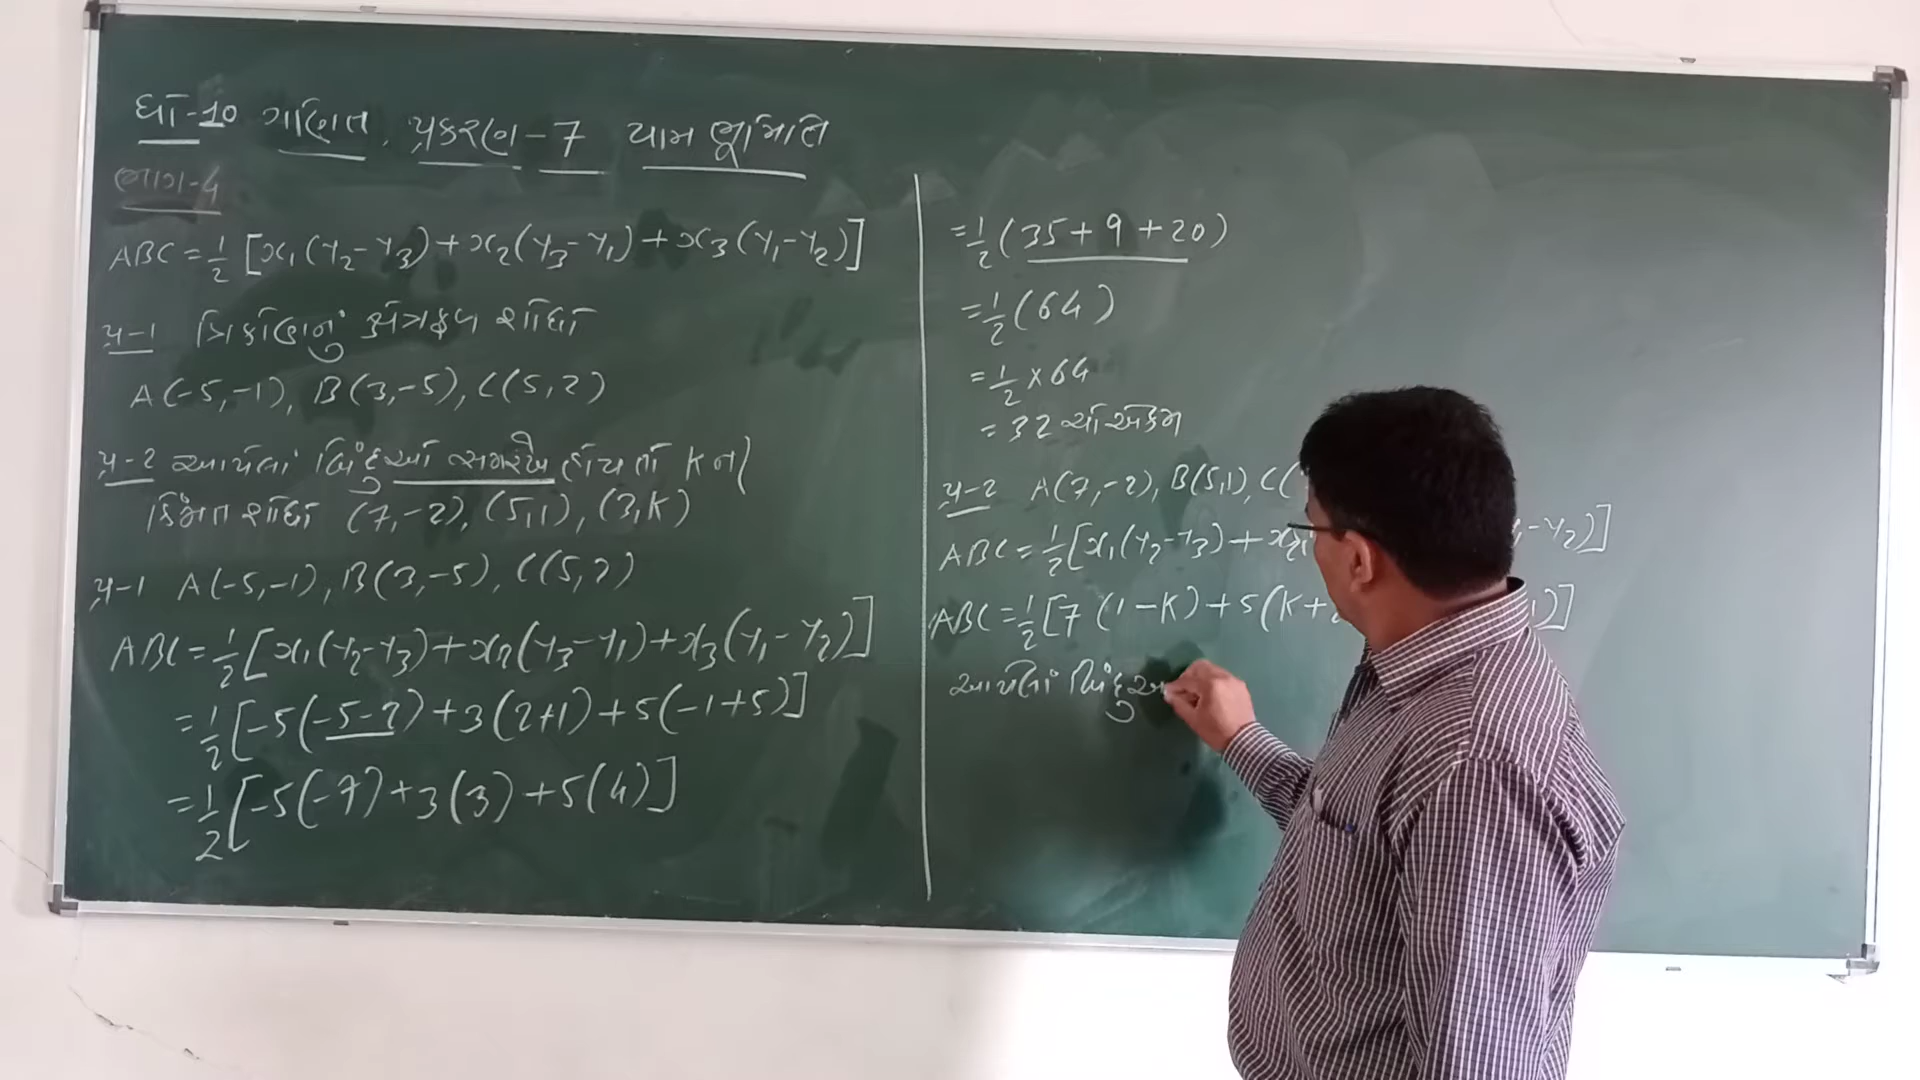 ધો-10 ગણિત, પ્રકરણ-7 યામ ભૂમિતિ
ભાગ-4
ABC = 1/2 [x₁(y₂-y₃)+x₂(y₃-y₁)+x₃(y₁-y₂)]
પ્ર-1 ત્રિકોણનું ક્ષેત્રફળ શોધો
A(-5,-1), B(3,-5), C(5,2)
પ્ર-2 આપેલાં બિંદુઓ સમરેખ હોય તો K ની
કિંમત શોધો (7,-2), (5,1), (3,K)
પ્ર-1 A(-5,-1), B(3,-5), C(5,2)
ABC = 1/2 [x₁(y₂-y₃)+x₂(y₃-y₁)+x₃(y₁-y₂)]
= 1/2 [-5(-5-2)+3(2+1)+5(-1+5)]
= 1/2 [-5(-7)+3(3)+5(4)]
= 1/2 (35+9+20)
= 1/2 (64)
= 1/2 × 64
= 32 ચોએકમ
પ્ર-2 A(7,-2), B(5,1), C(
ABC = 1/2 [x₁(y₂-y₃)+x₂ -y₂)]
ABC = 1/2 [7(1-K)+5(K+2 1)]
આપેલાં બિંદુઓ